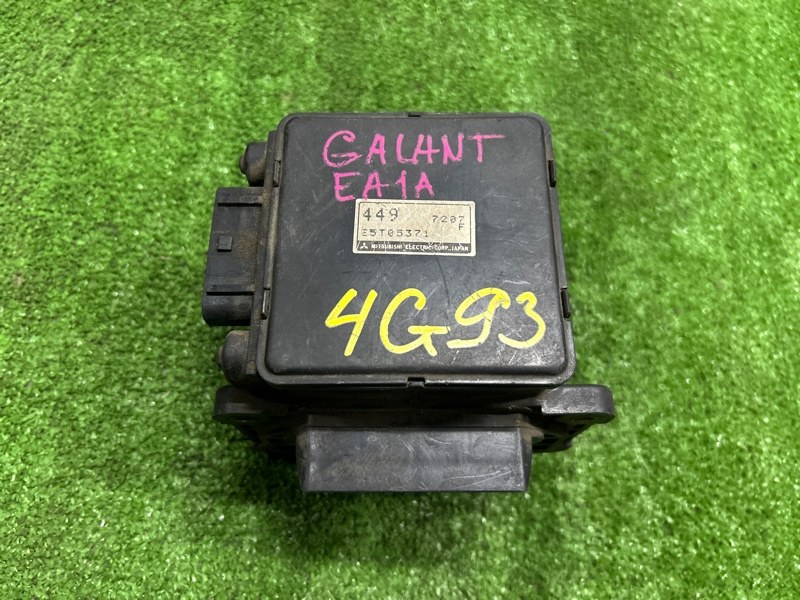 GALANT
EA1A
449 7207
E5T05371 F
MITSUBISHI ELECTRIC CORP. JAPAN
4G93